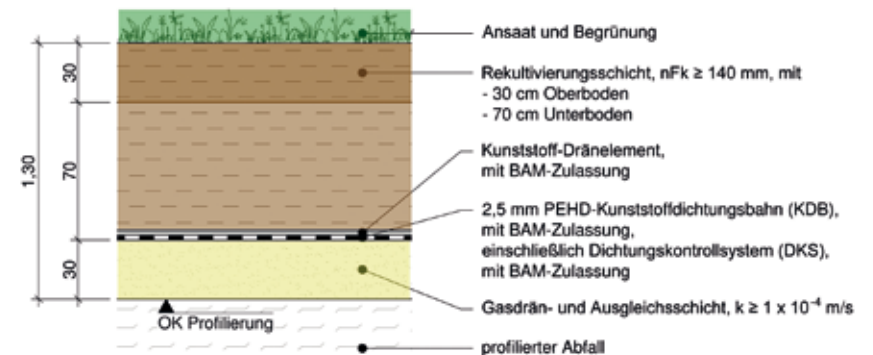 Ansaat und Begrünung
30
Rekultivierungsschicht, nFk ≥ 140 mm, mit
- 30 cm Oberboden
- 70 cm Unterboden
1,30
70
Kunststoff-Dränelement,
mit BAM-Zulassung
2,5 mm PEHD-Kunststoffdichtungsbahn (KDB),
mit BAM-Zulassung,
einschließlich Dichtungskontrollsystem (DKS),
mit BAM-Zulassung
30
Gasdrän- und Ausgleichsschicht, k ≥ 1 x 10⁻⁴ m/s
OK Profilierung
profilierter Abfall